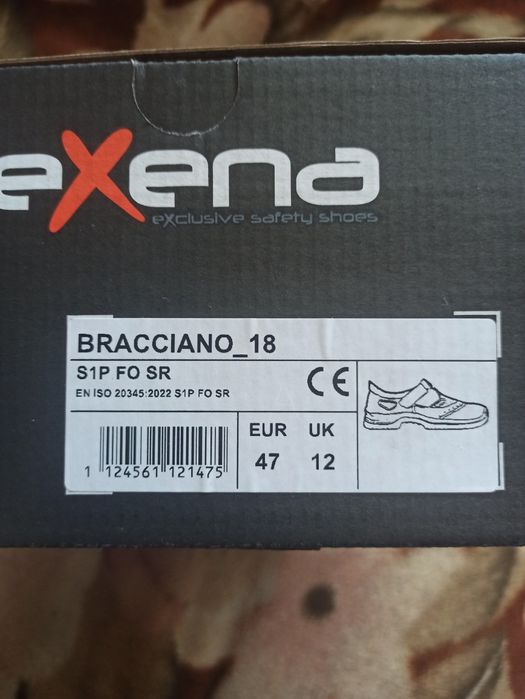 exena
exclusive safety shoes
BRACCIANO_18
S1P FO SR
EN ISO 20345:2022 S1P FO SR
CE
EUR UK
47 12
1 124561 121475